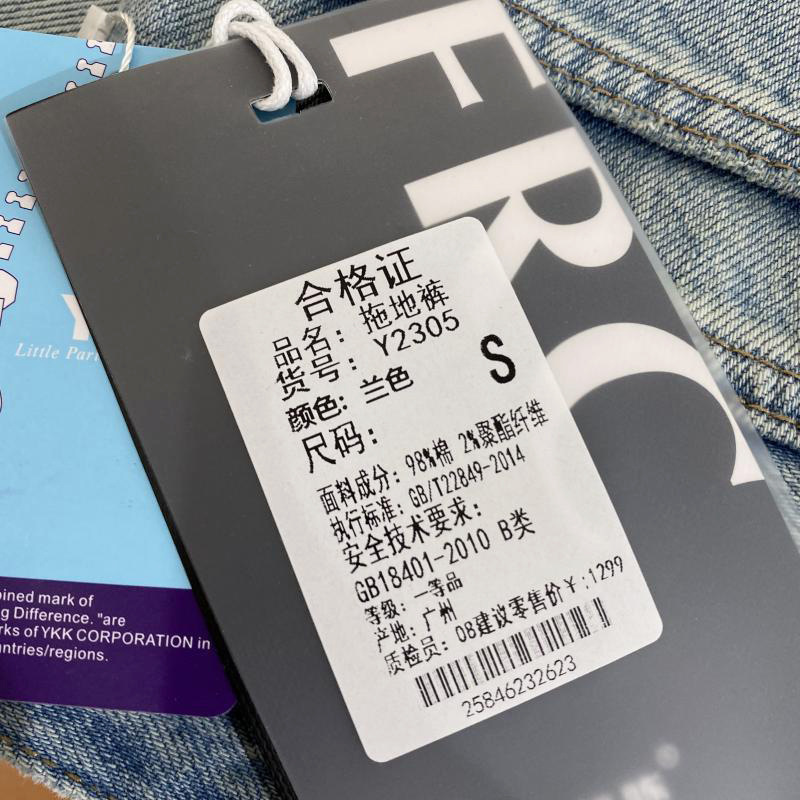 FRC
合格证
品名：拖地裤
货号：Y2305
颜色：兰色
尺码：S
面料成分：98%棉 2%聚酯纤维
执行标准：GB/T22849-2014
安全技术要求：
GB18401-2010 B类
等级：一等品
产地：广州
质检员：08建议零售价￥:1299
25846232623
Y
Little Par
oined mark of
g Difference. "are
rks of YKK CORPORATION in
untries/regions.